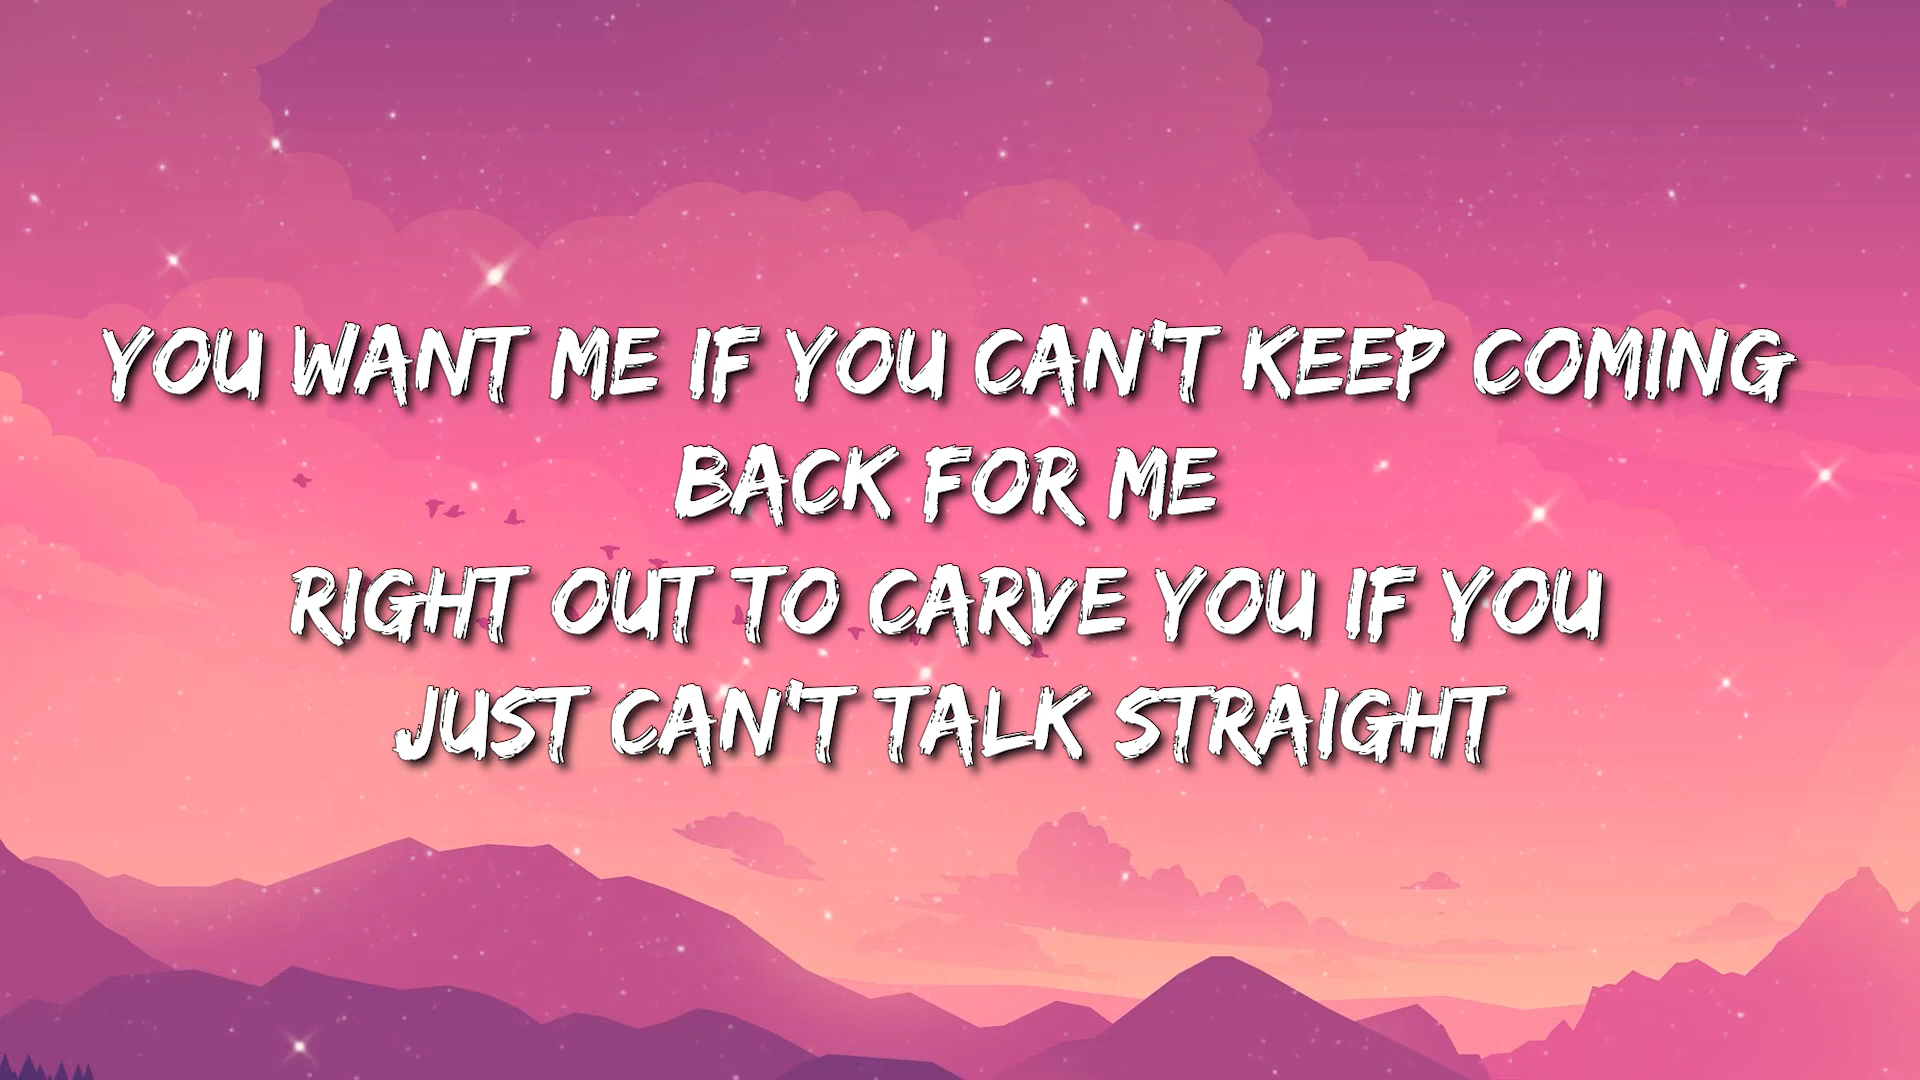 YOU WANT ME IF YOU CAN'T KEEP COMING
BACK FOR ME
RIGHT OUT TO CARVE YOU IF YOU
JUST CAN'T TALK STRAIGHT